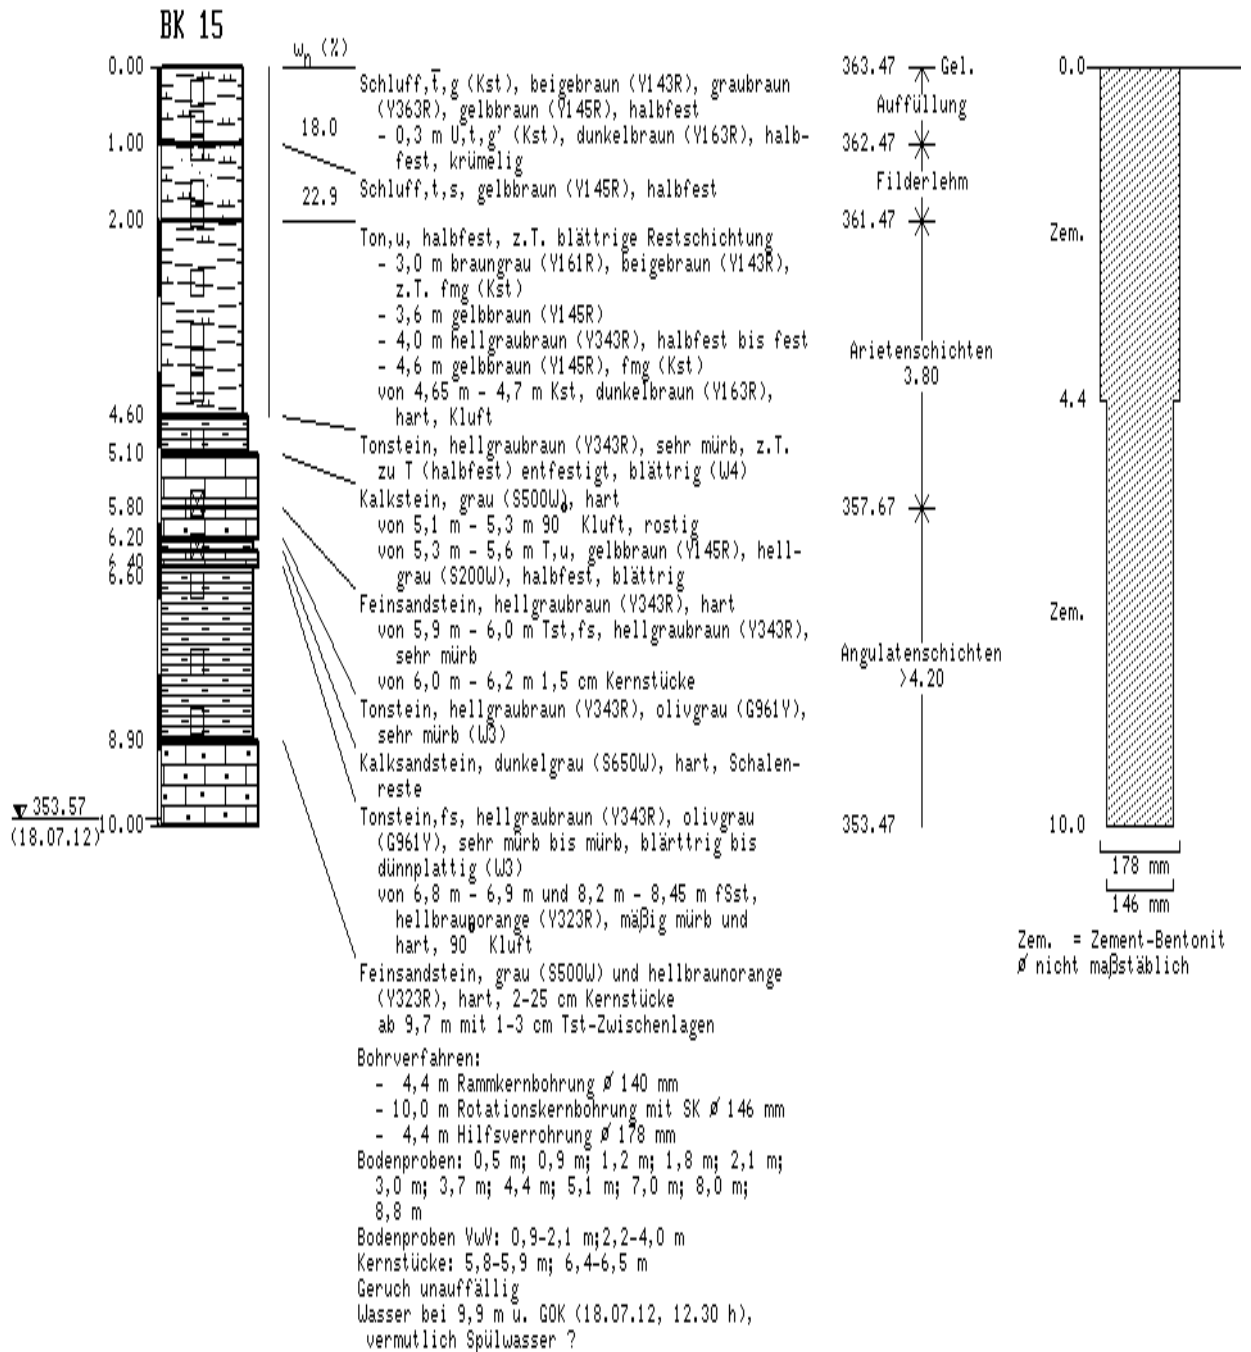 BK 15
w_n (%)
0.00
1.00
2.00
4.60
5.10
5.80
6.20
6.40
6.60
8.90
10.00
353.57
(18.07.12)
18.0
22.9
Schluff,t̅,g (Kst), beigebraun (Y143R), graubraun
(Y363R), gelbbraun (Y145R), halbfest
- 0,3 m U,t,g' (Kst), dunkelbraun (Y163R), halb-
fest, krümelig
Schluff,t,s, gelbbraun (Y145R), halbfest
Ton,u, halbfest, z.T. blättrige Restschichtung
- 3,0 m braungrau (Y161R), beigebraun (Y143R),
z.T. fmg (Kst)
- 3,6 m gelbbraun (Y145R)
- 4,0 m hellgraubraun (Y343R), halbfest bis fest
- 4,6 m gelbbraun (Y145R), fmg (Kst)
von 4,65 m - 4,7 m Kst, dunkelbraun (Y163R),
hart, Kluft
Tonstein, hellgraubraun (Y343R), sehr mürb, z.T.
zu T (halbfest) entfestigt, blättrig (W4)
Kalkstein, grau (S500W), hart
von 5,1 m - 5,3 m 90° Kluft, rostig
von 5,3 m - 5,6 m T,u, gelbbraun (Y145R), hell-
grau (S200W), halbfest, blättrig
Feinsandstein, hellgraubraun (Y343R), hart
von 5,9 m - 6,0 m Tst,fs, hellgraubraun (Y343R),
sehr mürb
von 6,0 m - 6,2 m 1,5 cm Kernstücke
Tonstein, hellgraubraun (Y343R), olivgrau (G961Y),
sehr mürb (W3)
Kalksandstein, dunkelgrau (S650W), hart, Schalen-
reste
Tonstein,fs, hellgraubraun (Y343R), olivgrau
(G961Y), sehr mürb bis mürb, blärttrig bis
dünnplattig (W3)
von 6,8 m - 6,9 m und 8,2 m - 8,45 m fSst,
hellbraunorange (Y323R), mäßig mürb und
hart, 90° Kluft
Feinsandstein, grau (S500W) und hellbraunorange
(Y323R), hart, 2-25 cm Kernstücke
ab 9,7 m mit 1-3 cm Tst-Zwischenlagen
Bohrverfahren:
- 4,4 m Rammkernbohrung Ø 140 mm
- 10,0 m Rotationskernbohrung mit SK Ø 146 mm
- 4,4 m Hilfsverrohrung Ø 178 mm
Bodenproben: 0,5 m; 0,9 m; 1,2 m; 1,8 m; 2,1 m;
3,0 m; 3,7 m; 4,4 m; 5,1 m; 7,0 m; 8,0 m;
8,8 m
Bodenproben VwV: 0,9-2,1 m;2,2-4,0 m
Kernstücke: 5,8-5,9 m; 6,4-6,5 m
Geruch unauffällig
Wasser bei 9,9 m u. GOK (18.07.12, 12.30 h),
vermutlich Spülwasser ?
363.47 Gel.
Auffüllung
362.47
Filderlehm
361.47
Arietenschichten
3.80
357.67
Angulatenschichten
>4.20
353.47
0.0
Zem.
4.4
Zem.
10.0
178 mm
146 mm
Zem. = Zement-Bentonit
Ø nicht maßstäblich